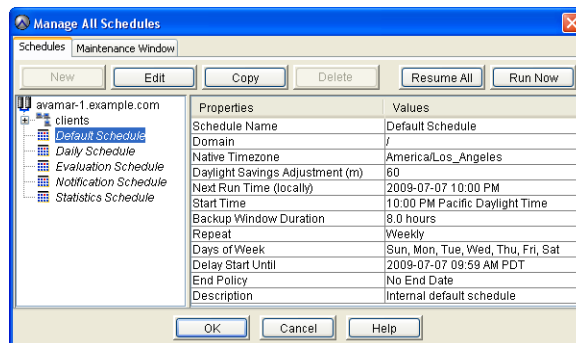 Manage All Schedules
Schedules Maintenance Window
New Edit Copy Delete Resume All Run Now
avamar-1.example.com
clients
Default Schedule
Daily Schedule
Evaluation Schedule
Notification Schedule
Statistics Schedule
Properties Values
Schedule Name Default Schedule
Domain /
Native Timezone America/Los_Angeles
Daylight Savings Adjustment (m) 60
Next Run Time (locally) 2009-07-07 10:00 PM
Start Time 10:00 PM Pacific Daylight Time
Backup Window Duration 8.0 hours
Repeat Weekly
Days of Week Sun, Mon, Tue, Wed, Thu, Fri, Sat
Delay Start Until 2009-07-07 09:59 AM PDT
End Policy No End Date
Description Internal default schedule
OK Cancel Help